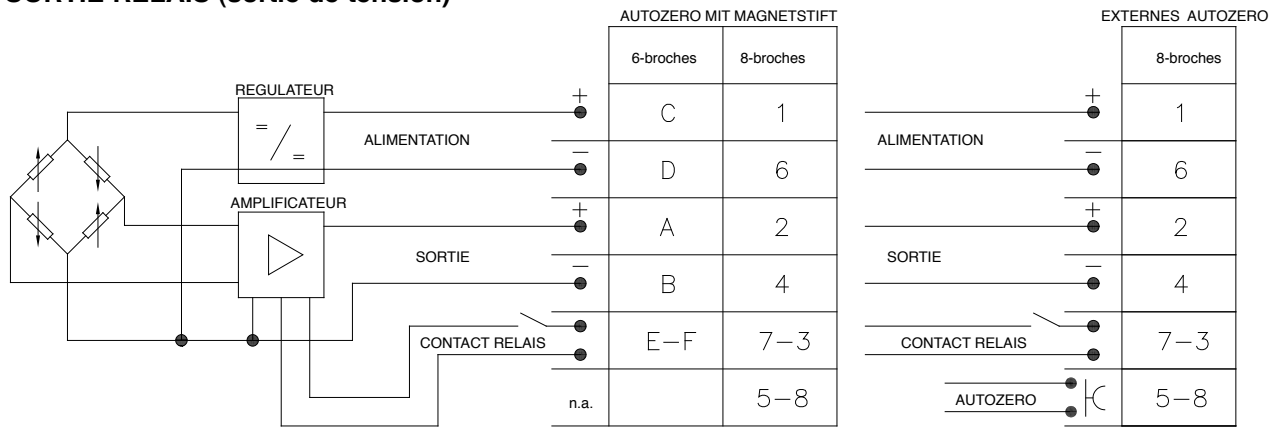 SORTIE RELAIS (sortie de tension)
AUTOZERO MIT MAGNETSTIFT
EXTERNES AUTOZERO
6-broches 8-broches
8-broches
REGULATEUR
= / =
ALIMENTATION
+ C 1
− D 6
ALIMENTATION
+ 1
− 6
AMPLIFICATEUR
SORTIE
+ A 2
− B 4
SORTIE
+ 2
− 4
CONTACT RELAIS E–F 7–3
CONTACT RELAIS 7–3
n.a. 5–8
AUTOZERO 5–8